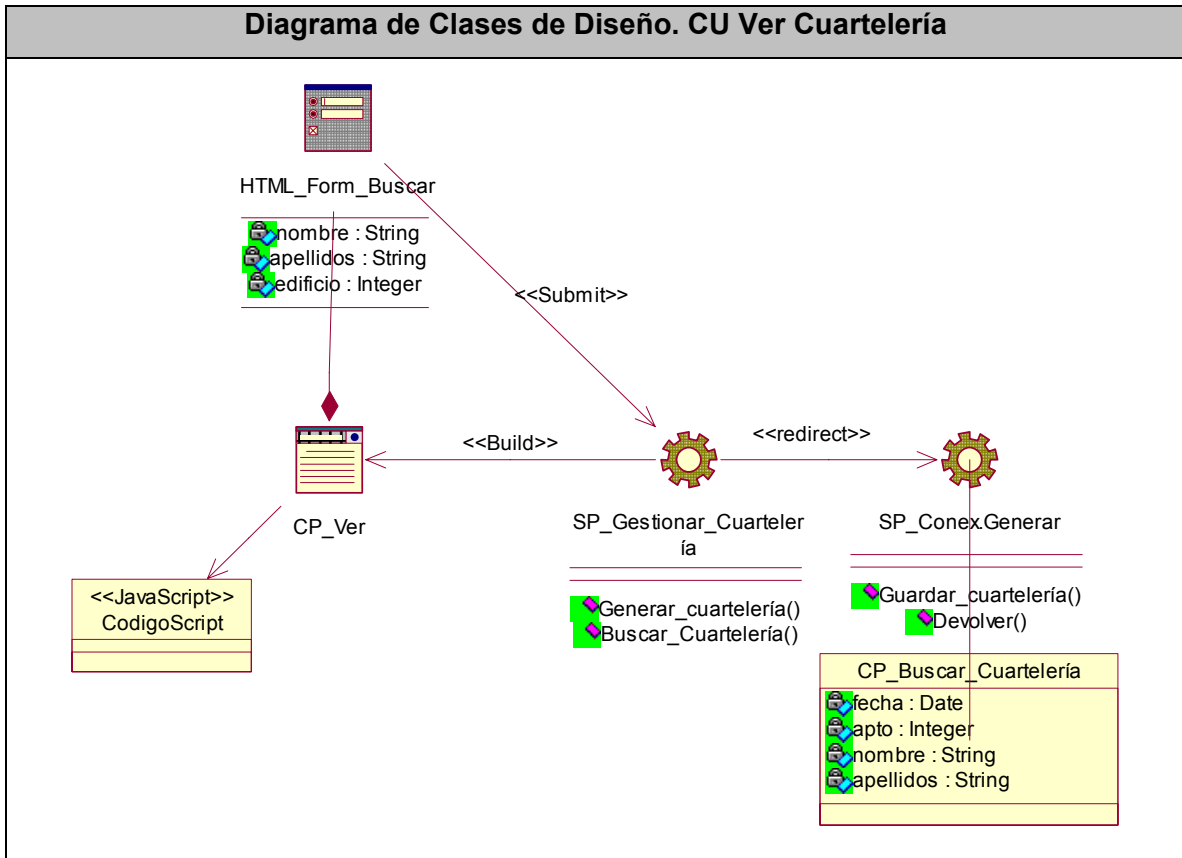 Diagrama de Clases de Diseño. CU Ver Cuartelería
HTML_Form_Buscar
nombre : String
apellidos : String
edificio : Integer
<<Submit>>
<<Build>>
<<redirect>>
CP_Ver
SP_Gestionar_Cuarteler
ía
SP_Conex.Generar
<<JavaScript>>
CodigoScript
Generar_cuartelería()
Buscar_Cuartelería()
Guardar_cuartelería()
Devolver()
CP_Buscar_Cuartelería
fecha : Date
apto : Integer
nombre : String
apellidos : String